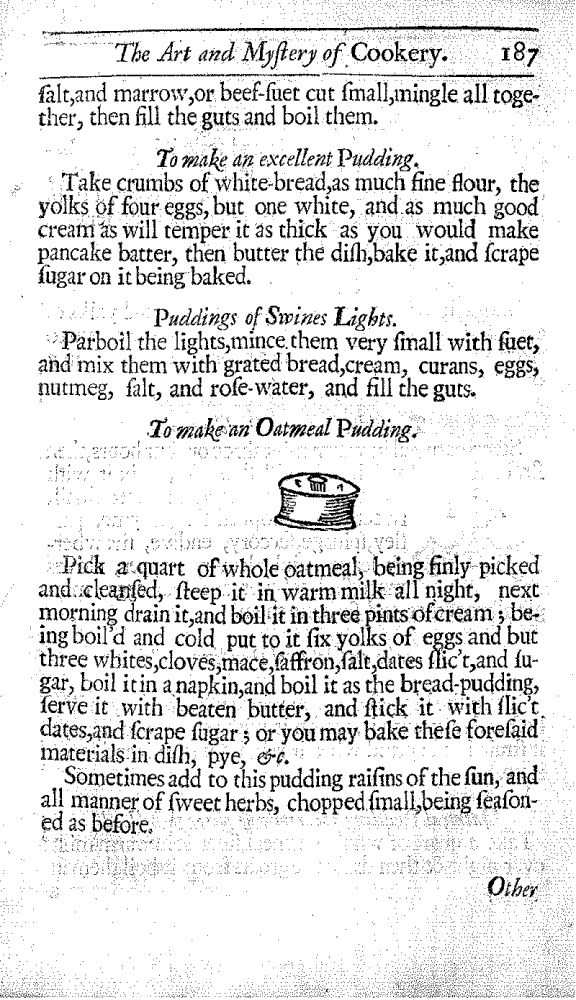 The Art and Myſtery of Cookery. 187
ſalt,and marrow,or beef-ſuet cut ſmall,mingle all toge-
ther, then fill the guts and boil them.
To make an excellent Pudding.
Take crumbs of white-bread,as much fine flour, the
yolks of four eggs, but one white, and as much good
cream as will temper it as thick as you would make
pancake batter, then butter the diſh,bake it,and ſcrape
ſugar on it being baked.
Puddings of Swines Lights.
Parboil the lights,mince them very ſmall with ſuet,
and mix them with grated bread,cream, curans, eggs,
nutmeg, ſalt, and roſe-water, and fill the guts.
To make an Oatmeal Pudding.
Pick a quart of whole oatmeal, being finly picked
and cleanſed, ſteep it in warm milk all night, next
morning drain it,and boil it in three pints of cream ; be-
ing boil'd and cold put to it ſix yolks of eggs and but
three whites,cloves,mace,ſaffron,ſalt,dates ſlic't,and ſu-
gar, boil it in a napkin,and boil it as the bread-pudding,
ſerve it with beaten butter, and ſtick it with ſlic't
dates,and ſcrape ſugar ; or you may bake theſe foreſaid
materials in diſh, pye, &c.
Sometimes add to this pudding raiſins of the ſun, and
all manner of ſweet herbs, chopped ſmall,being ſeaſon-
ed as before.
Other